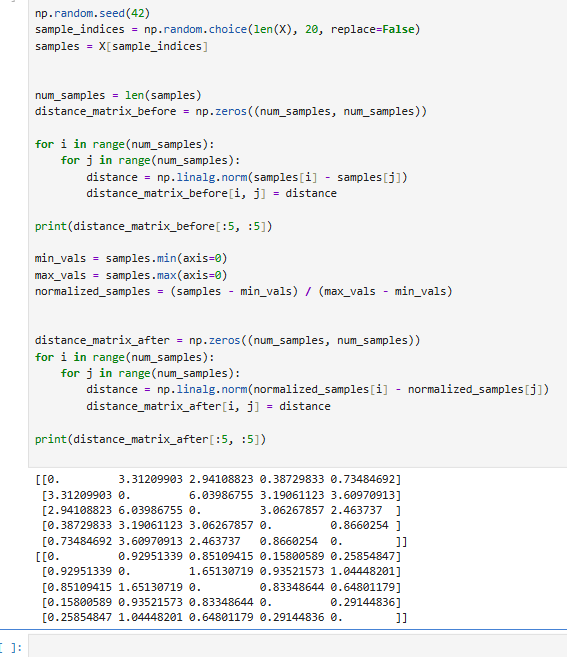 np.random.seed(42)
sample_indices = np.random.choice(len(X), 20, replace=False)
samples = X[sample_indices]
num_samples = len(samples)
distance_matrix_before = np.zeros((num_samples, num_samples))
for i in range(num_samples):
    for j in range(num_samples):
        distance = np.linalg.norm(samples[i] - samples[j])
        distance_matrix_before[i, j] = distance
print(distance_matrix_before[:5, :5])
min_vals = samples.min(axis=0)
max_vals = samples.max(axis=0)
normalized_samples = (samples - min_vals) / (max_vals - min_vals)
distance_matrix_after = np.zeros((num_samples, num_samples))
for i in range(num_samples):
    for j in range(num_samples):
        distance = np.linalg.norm(normalized_samples[i] - normalized_samples[j])
        distance_matrix_after[i, j] = distance
print(distance_matrix_after[:5, :5])
[[0.         3.31209903 2.94108823 0.38729833 0.73484692]
 [3.31209903 0.         6.03986755 3.19061123 3.60970913]
 [2.94108823 6.03986755 0.         3.06267857 2.463737  ]
 [0.38729833 3.19061123 3.06267857 0.         0.8660254 ]
 [0.73484692 3.60970913 2.463737   0.8660254  0.        ]]
[[0.         0.92951339 0.85109415 0.15800589 0.25854847]
 [0.92951339 0.         1.65130719 0.93521573 1.04448201]
 [0.85109415 1.65130719 0.         0.83348644 0.64801179]
 [0.15800589 0.93521573 0.83348644 0.         0.29144836]
 [0.25854847 1.04448201 0.64801179 0.29144836 0.        ]]
[ ]: